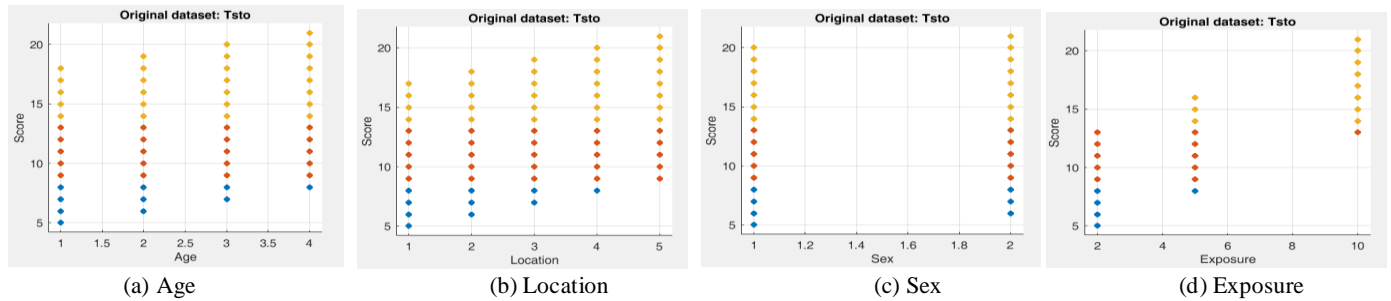 Original dataset: Tsto
20
15
10
5
Score
1 1.5 2 2.5 3 3.5 4
Age
(a) Age
Original dataset: Tsto
20
15
10
5
Score
1 2 3 4 5
Location
(b) Location
Original dataset: Tsto
20
15
10
5
Score
1 1.2 1.4 1.6 1.8 2
Sex
(c) Sex
Original dataset: Tsto
20
15
10
5
Score
2 4 6 8 10
Exposure
(d) Exposure